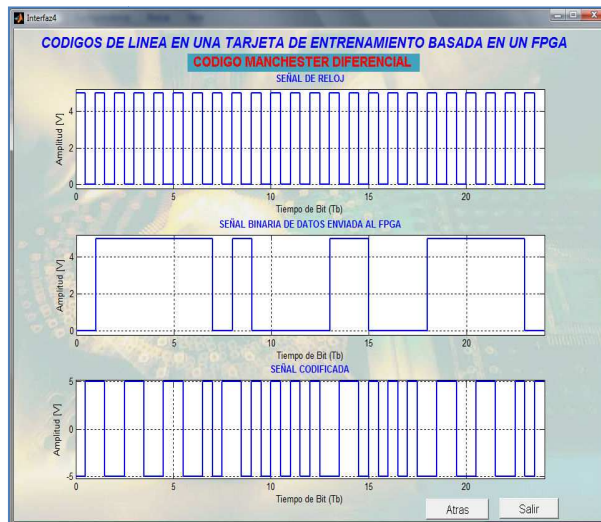 Interfaz4
CODIGOS DE LINEA EN UNA TARJETA DE ENTRENAMIENTO BASADA EN UN FPGA
CODIGO MANCHESTER DIFERENCIAL
SEÑAL DE RELOJ
Amplitud [V]
4
2
0
0 5 10 15 20
Tiempo de Bit (Tb)
SEÑAL BINARIA DE DATOS ENVIADA AL FPGA
Amplitud [V]
4
2
0
0 5 10 15 20
Tiempo de Bit (Tb)
SEÑAL CODIFICADA
Amplitud [V]
5
0
-5
0 5 10 15 20
Tiempo de Bit (Tb)
Atras Salir